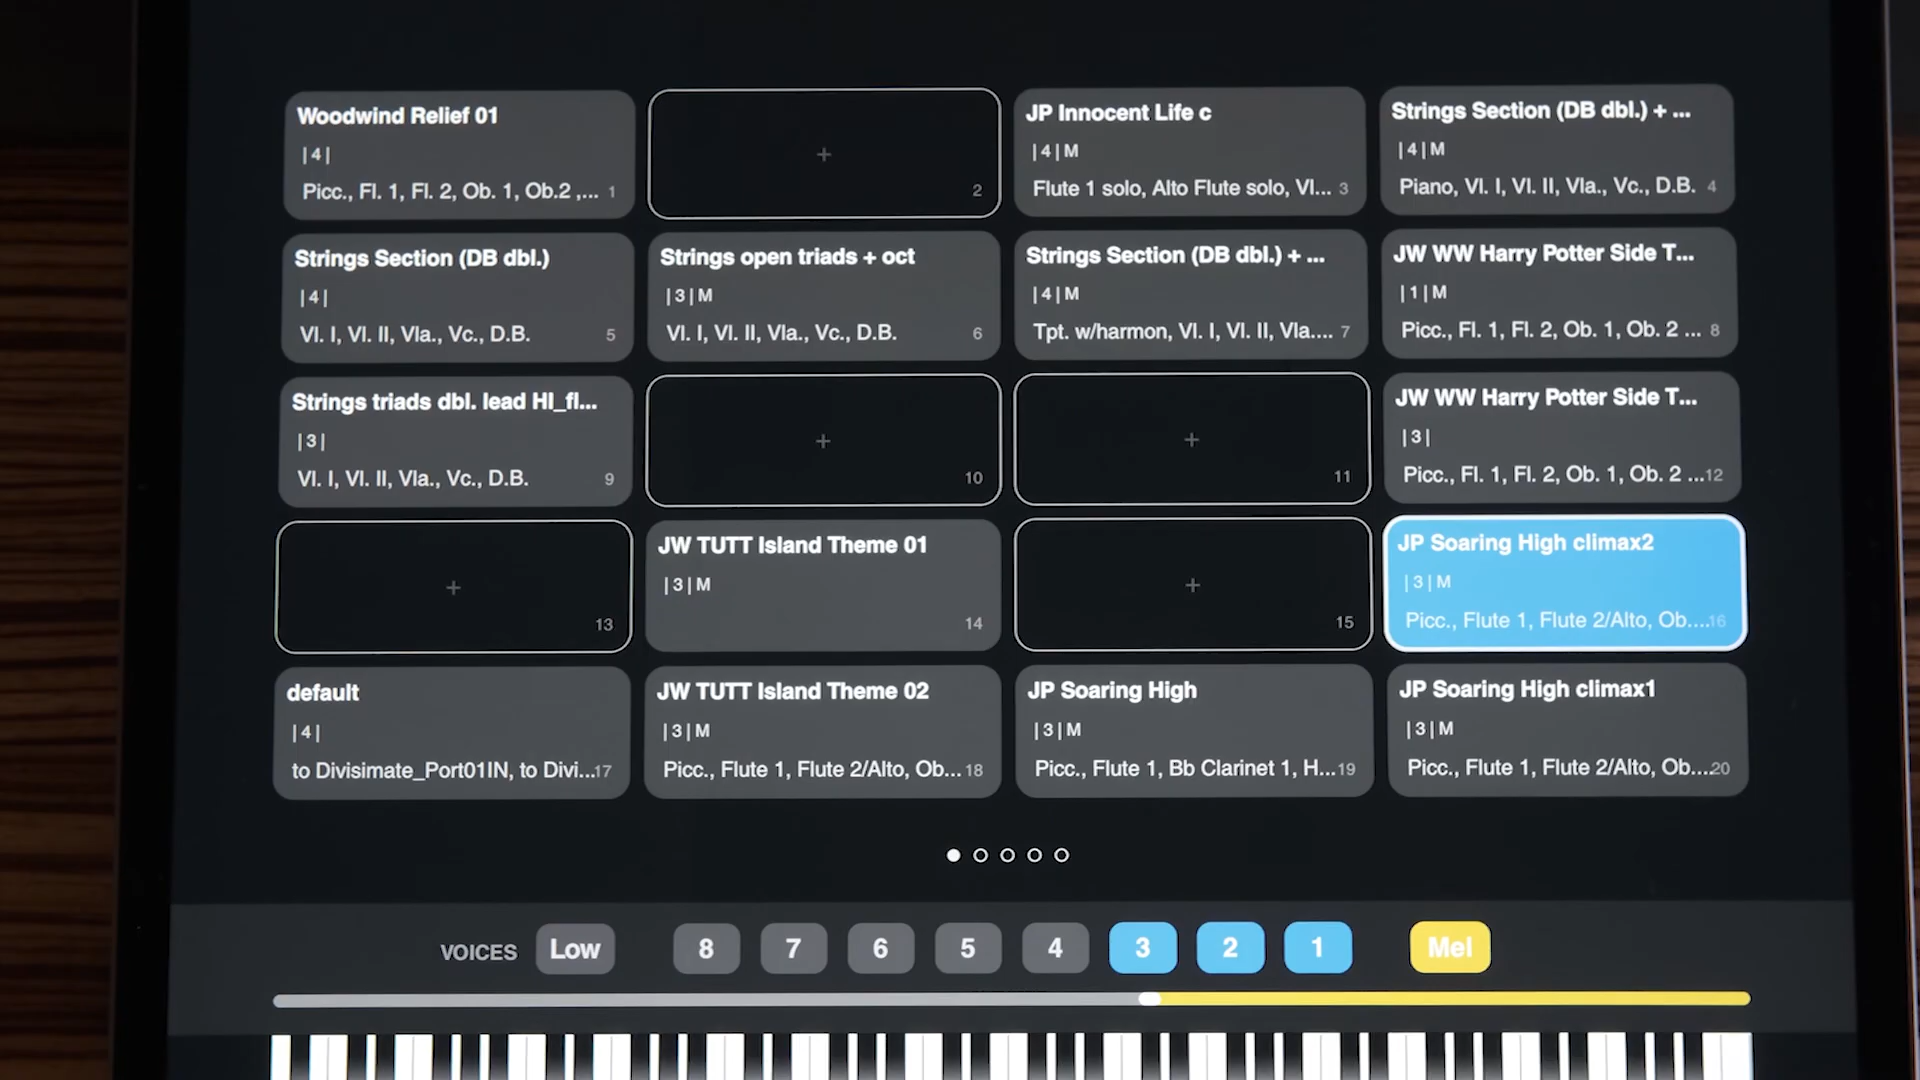 Woodwind Relief 01
| 4 |
Picc., Fl. 1, Fl. 2, Ob. 1, Ob.2 ,... 1
+
2
JP Innocent Life c
| 4 | M
Flute 1 solo, Alto Flute solo, Vl... 3
Strings Section (DB dbl.) + ...
| 4 | M
Piano, Vl. I, Vl. II, Vla., Vc., D.B. 4
Strings Section (DB dbl.)
| 4 |
Vl. I, Vl. II, Vla., Vc., D.B. 5
Strings open triads + oct
| 3 | M
Vl. I, Vl. II, Vla., Vc., D.B. 6
Strings Section (DB dbl.) + ...
| 4 | M
Tpt. w/harmon, Vl. I, Vl. II, Vla.... 7
JW WW Harry Potter Side T...
| 1 | M
Picc., Fl. 1, Fl. 2, Ob. 1, Ob. 2 ... 8
Strings triads dbl. lead HI_fl...
| 3 |
Vl. I, Vl. II, Vla., Vc., D.B. 9
+
10
+
11
JW WW Harry Potter Side T...
| 3 |
Picc., Fl. 1, Fl. 2, Ob. 1, Ob. 2 ...12
+
13
JW TUTT Island Theme 01
| 3 | M
14
+
15
JP Soaring High climax2
| 3 | M
Picc., Flute 1, Flute 2/Alto, Ob....16
default
| 4 |
to Divisimate_Port01IN, to Divi...17
JW TUTT Island Theme 02
| 3 | M
Picc., Flute 1, Flute 2/Alto, Ob... 18
JP Soaring High
| 3 | M
Picc., Flute 1, Bb Clarinet 1, H...19
JP Soaring High climax1
| 3 | M
Picc., Flute 1, Flute 2/Alto, Ob....20
VOICES Low 8 7 6 5 4 3 2 1 Mel